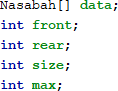 Nasabah[] data;
int front;
int rear;
int size;
int max;